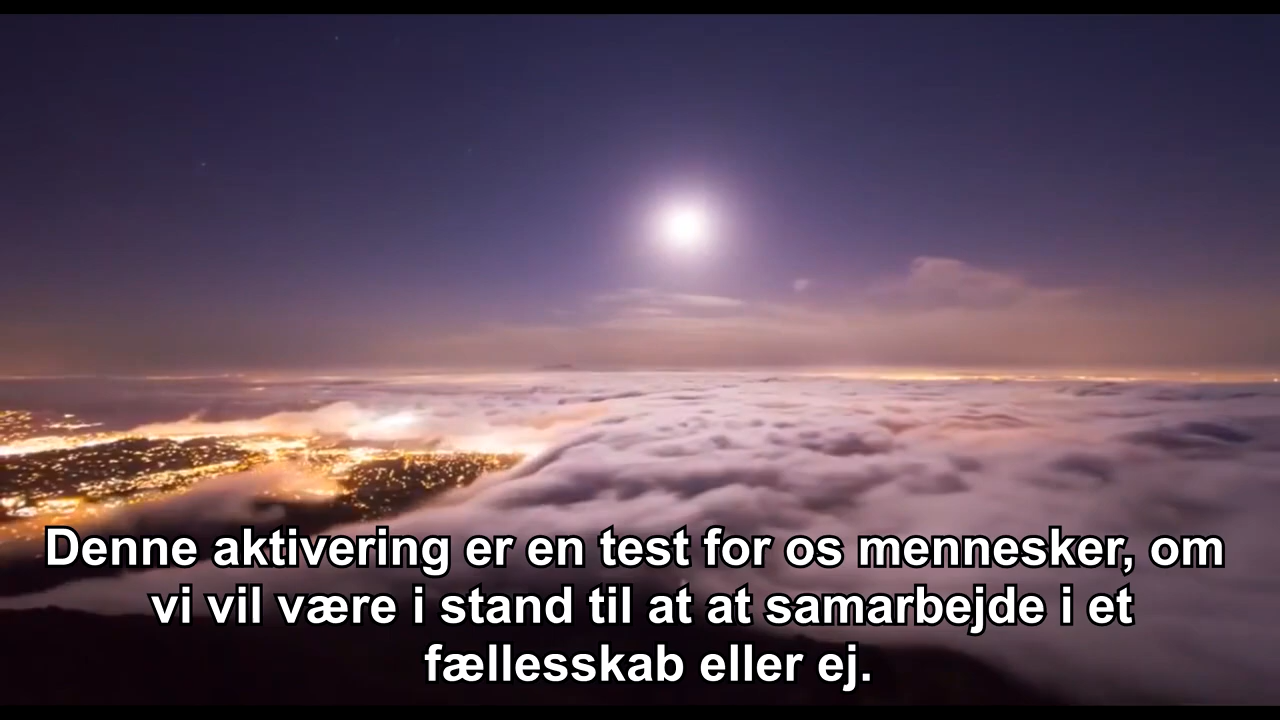 Denne aktivering er en test for os mennesker, om
vi vil være i stand til at at samarbejde i et
fællesskab eller ej.